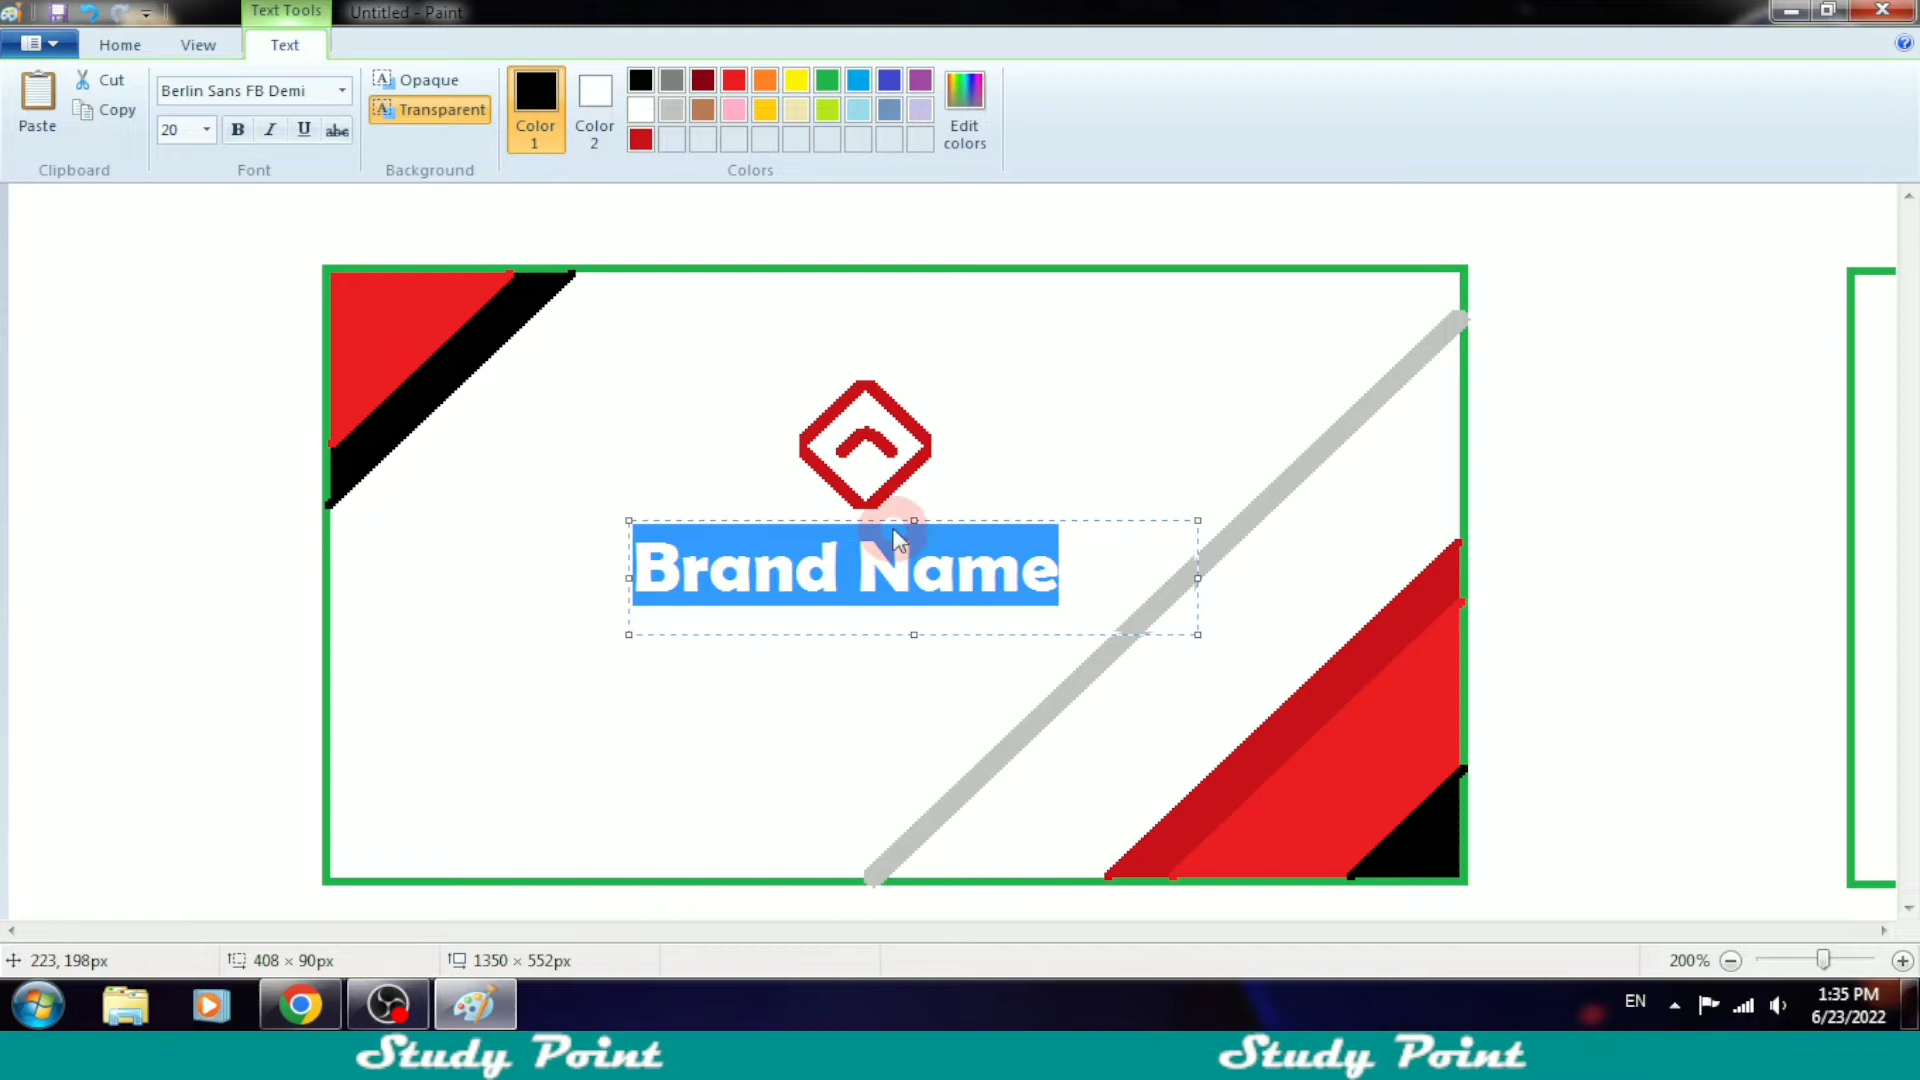 Text Tools
Untitled - Paint
Home View Text
Paste
Cut
Copy
Clipboard
Berlin Sans FB Demi
20 B I U abc
Font
Opaque
Transparent
Background
Color 1
Color 2
Edit colors
Colors
Brand Name
223, 198px
408 × 90px
1350 × 552px
200%
EN
1:35 PM
6/23/2022
Study Point
Study Point